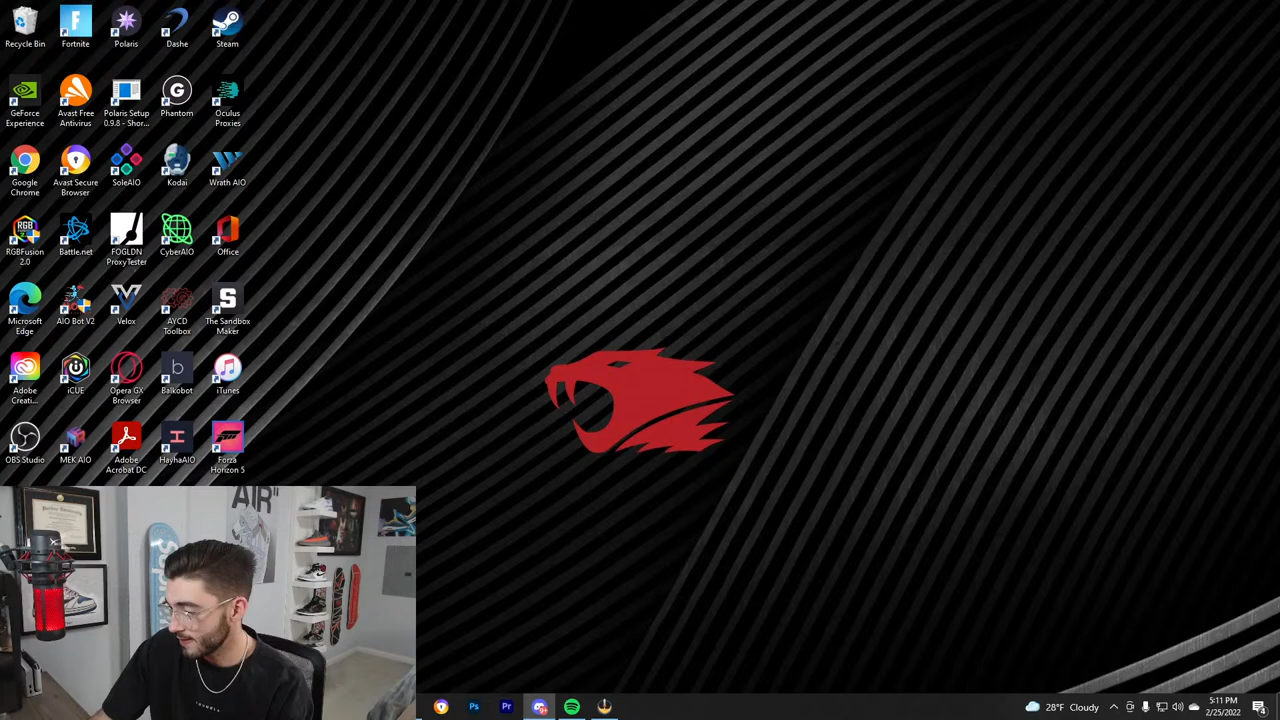 Recycle Bin
Fortnite
Polaris
Dashe
Steam
GeForce
Experience
Avast Free
Antivirus
Polaris Setup
0.9.8 - Shor...
Phantom
Oculus
Proxies
Google
Chrome
Avast Secure
Browser
SoleAIO
Kodai
Wrath AIO
RGBFusion
2.0
Battle.net
FOGLDN
ProxyTester
CyberAIO
Office
Microsoft
Edge
AIO Bot V2
Velox
AYCD
Toolbox
The Sandbox
Maker
Adobe
Creati...
iCUE
Opera GX
Browser
Balkobot
iTunes
OBS Studio
MEK AIO
Adobe
Acrobat DC
HayhaAIO
Forza
Horizon 5
AIR
Ps
Pr
28°F Cloudy
5:11 PM
2/25/2022
4